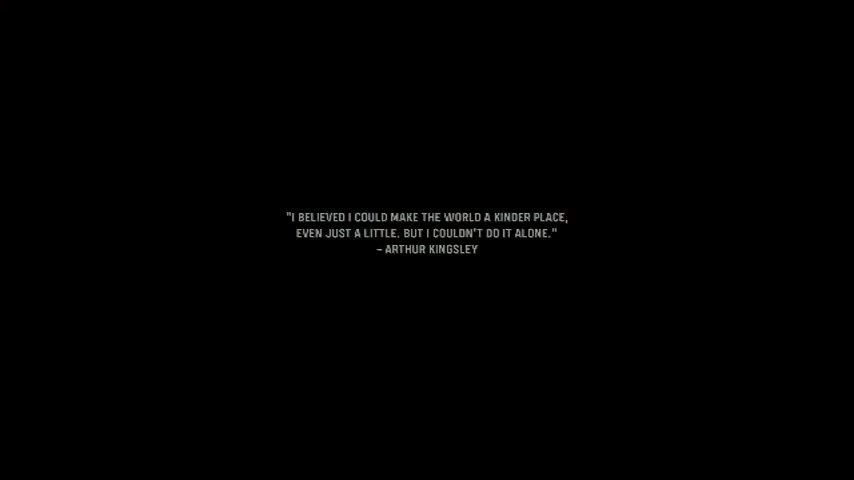 "I BELIEVED I COULD MAKE THE WORLD A KINDER PLACE,
EVEN JUST A LITTLE. BUT I COULDN'T DO IT ALONE."
– ARTHUR KINGSLEY